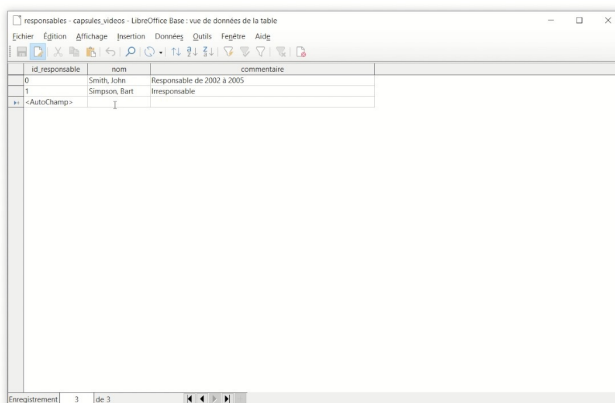 responsables - capsules_videos - LibreOffice Base : vue de données de la table
Fichier Édition Affichage Insertion Données Outils Fenêtre Aide
id_responsable nom commentaire
0 Smith, John Responsable de 2002 à 2005
1 Simpson, Bart Irresponsable
<AutoChamp>
Enregistrement 3 de 3